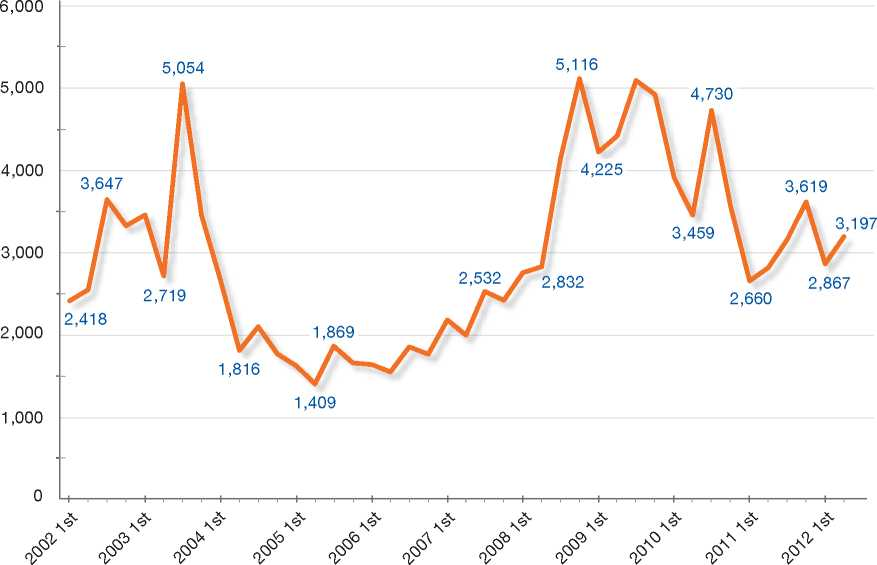 6,000
5,000
4,000
3,000
2,000
1,000
0
2,418
3,647
2,719
5,054
1,816
1,409
1,869
2,532
2,832
5,116
4,225
3,459
4,730
2,660
3,619
2,867
3,197
2002 1st
2003 1st
2004 1st
2005 1st
2006 1st
2007 1st
2008 1st
2009 1st
2010 1st
2011 1st
2012 1st